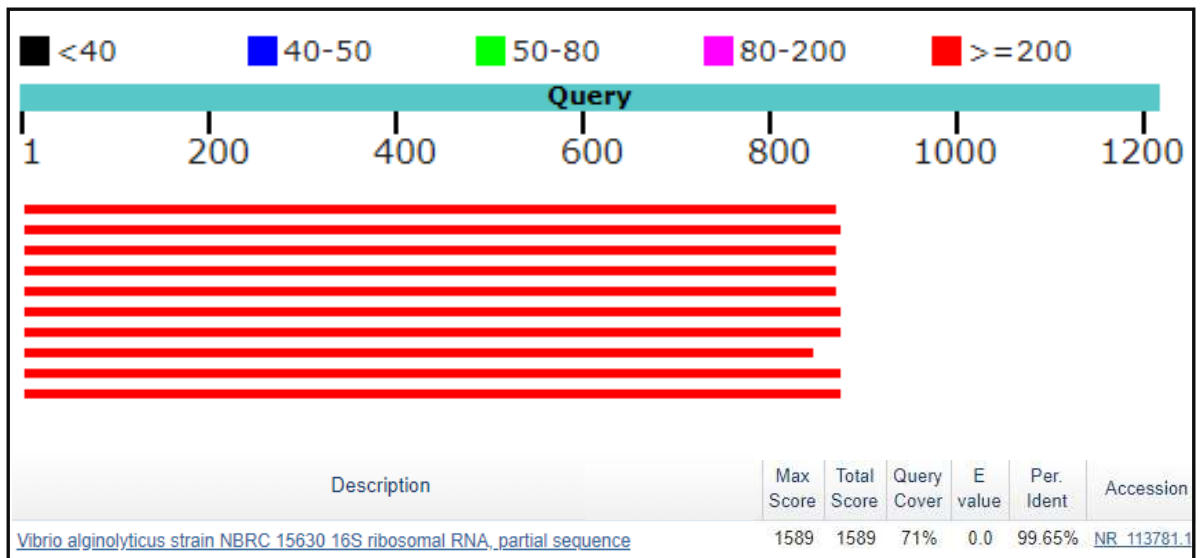 <40 40-50 50-80 80-200 >=200
Query
1 200 400 600 800 1000 1200
Description Max Score Total Score Query Cover E value Per. Ident Accession
Vibrio alginolyticus strain NBRC 15630 16S ribosomal RNA, partial sequence 1589 1589 71% 0.0 99.65% NR_113781.1